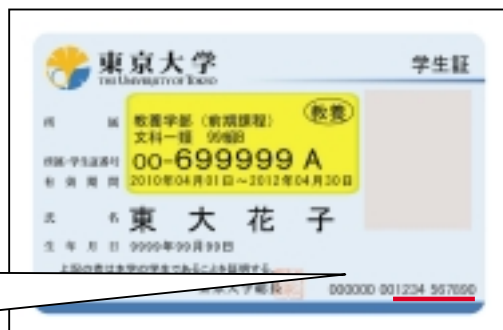 東京大学
THE UNIVERSITY OF TOKYO
学生証
所 属
教養学部（前期課程）
教養
文科一類 99組B
所属・学生証番号
00-699999 A
有 効 期 間
2010年04月01日～2012年04月30日
氏 名
東 大 花 子
生 年 月 日
9999年99月99日
上記の者は本学の学生であることを証明する
東京大学総長
000000 001234 567890